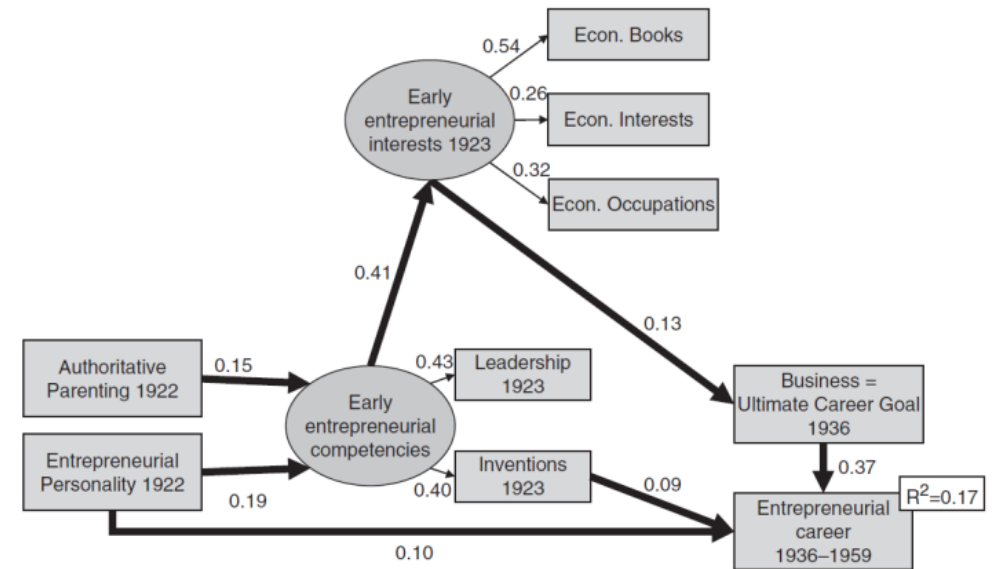 Econ. Books
0.54
Early
entrepreneurial
interests 1923
0.26
Econ. Interests
0.32
Econ. Occupations
0.41
0.13
Authoritative
Parenting 1922
0.15
0.43
Leadership
1923
Early
entrepreneurial
competencies
Business =
Ultimate Career Goal
1936
Entrepreneurial
Personality 1922
0.19
0.40
Inventions
1923
0.09
0.37
R²=0.17
Entrepreneurial
career
1936–1959
0.10